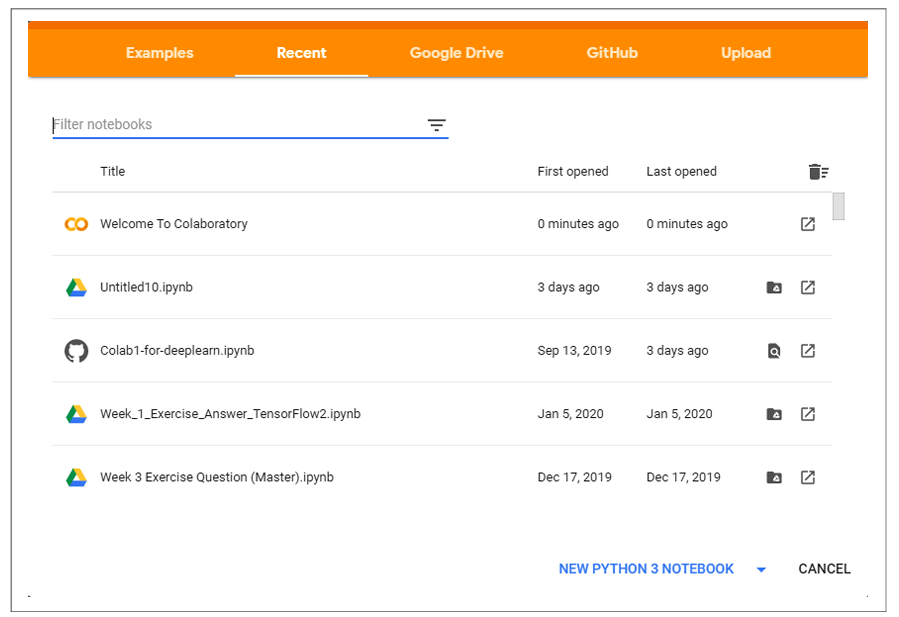 Examples Recent Google Drive GitHub Upload
Filter notebooks
Title First opened Last opened
Welcome To Colaboratory 0 minutes ago 0 minutes ago
Untitled10.ipynb 3 days ago 3 days ago
Colab1-for-deeplearn.ipynb Sep 13, 2019 3 days ago
Week_1_Exercise_Answer_TensorFlow2.ipynb Jan 5, 2020 Jan 5, 2020
Week 3 Exercise Question (Master).ipynb Dec 17, 2019 Dec 17, 2019
NEW PYTHON 3 NOTEBOOK CANCEL